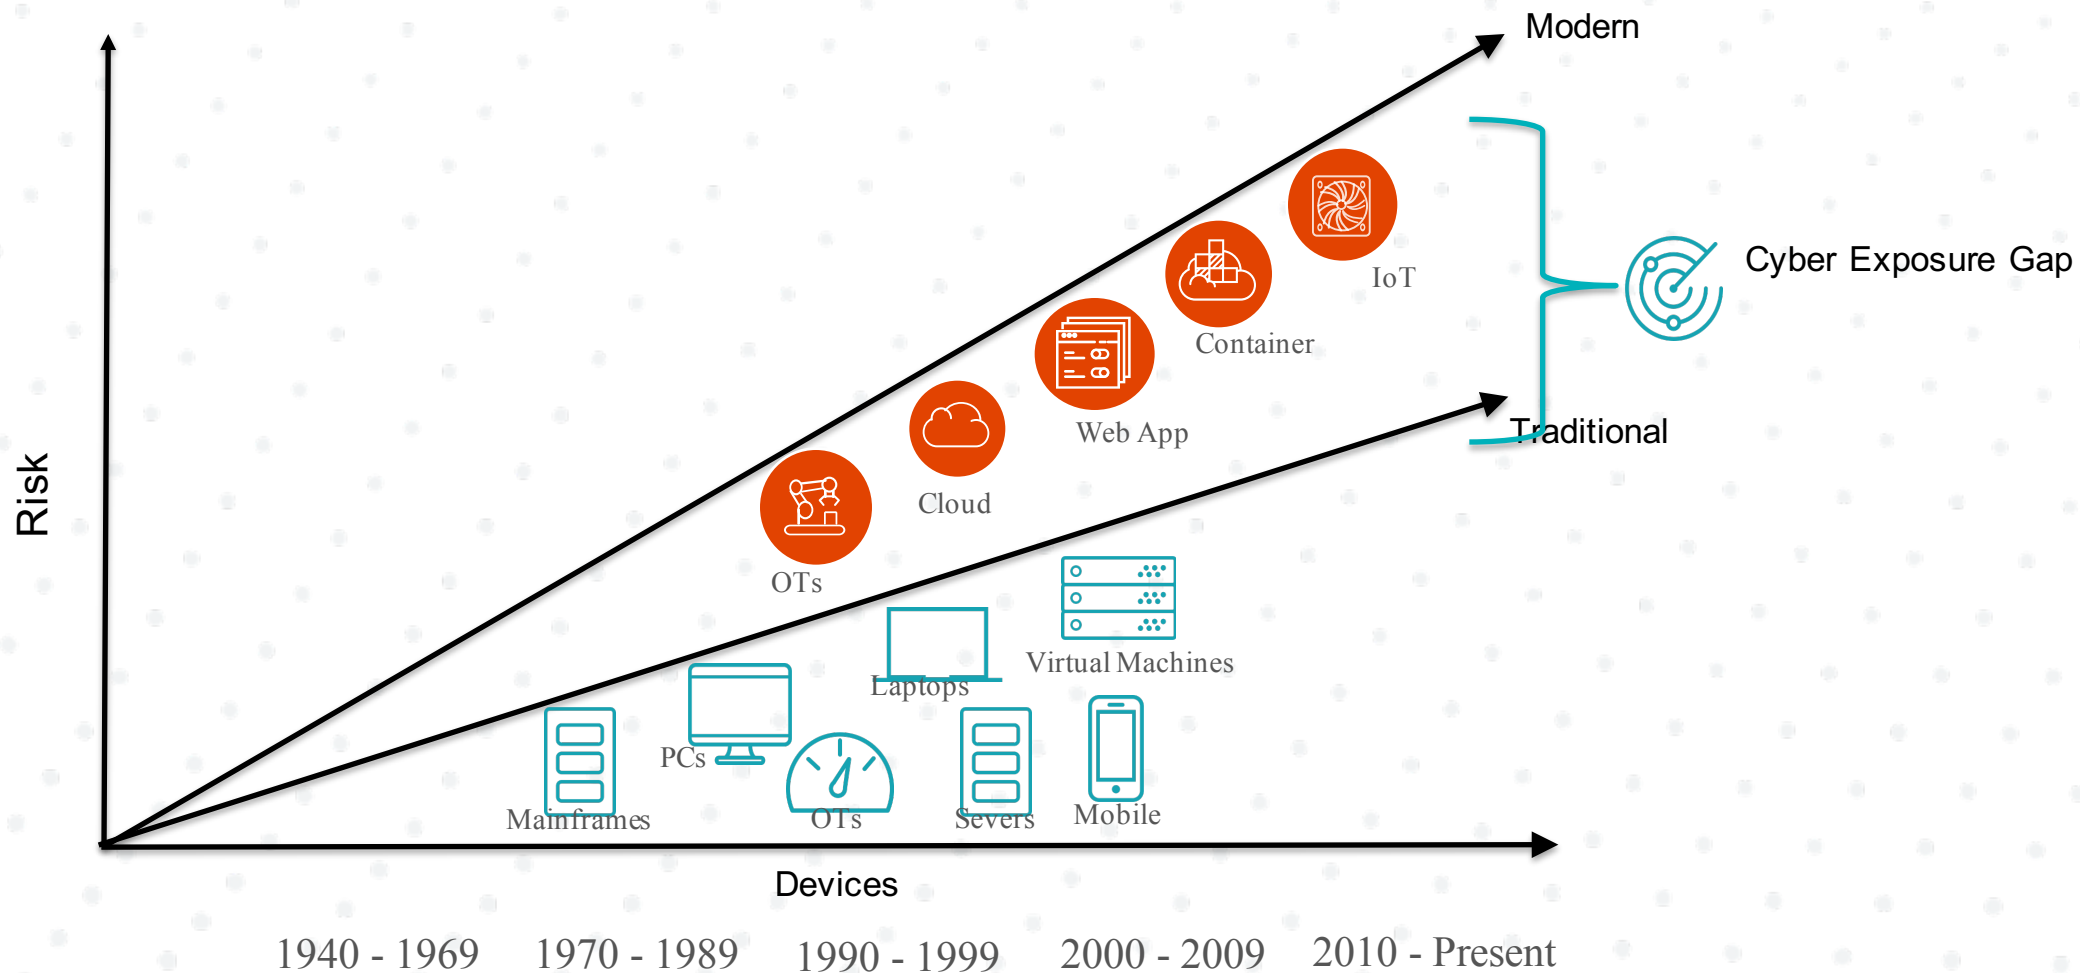 Modern
Cyber Exposure Gap
IoT
Container
Web App
Traditional
Cloud
Risk
OTs
Virtual Machines
Laptops
PCs
Mainframes
OTs
Severs
Mobile
Devices
1940 - 1969
1970 - 1989
1990 - 1999
2000 - 2009
2010 - Present